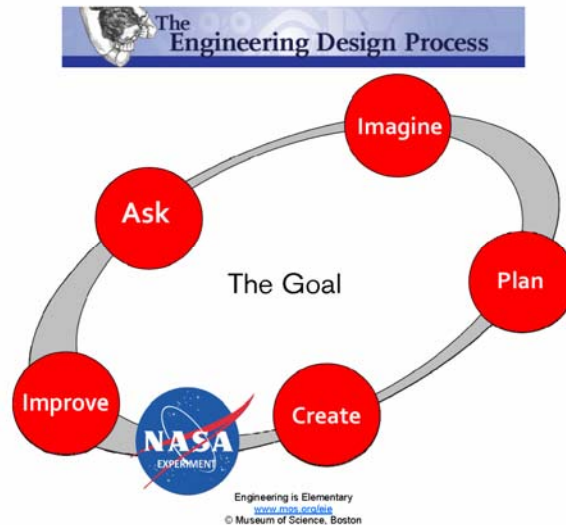 The
Engineering Design Process
Imagine
Ask
Plan
The Goal
Improve
Create
NASA
EXPERIMENT
Engineering is Elementary
www.mos.org/eie
© Museum of Science, Boston